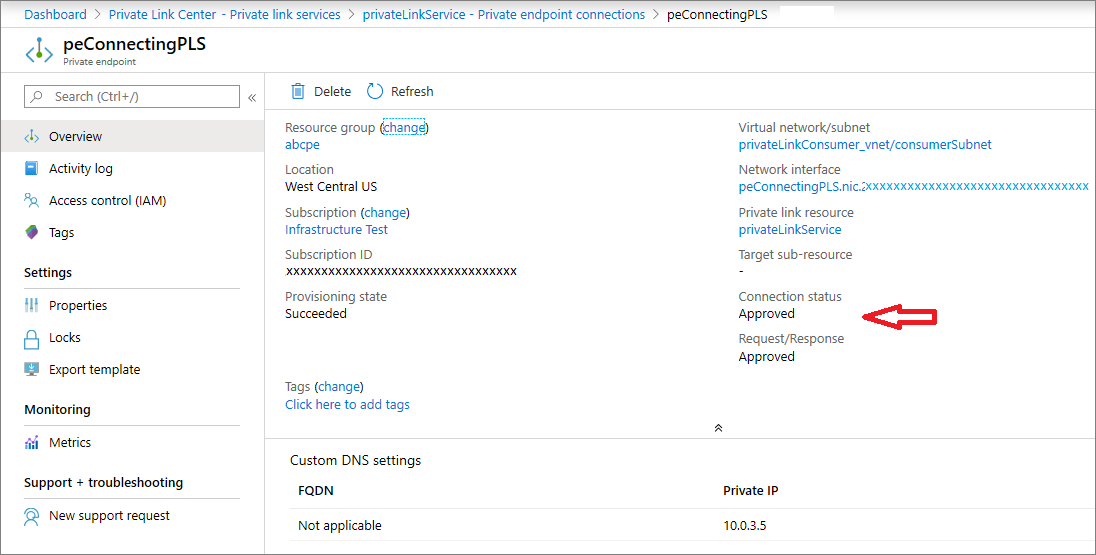 Dashboard > Private Link Center - Private link services > privateLinkService - Private endpoint connections > peConnectingPLS
peConnectingPLS
Private endpoint
Search (Ctrl+/)
«
Overview
Activity log
Access control (IAM)
Tags
Settings
Properties
Locks
Export template
Monitoring
Metrics
Support + troubleshooting
New support request
Delete
Refresh
Resource group (change)
abcpe
Location
West Central US
Subscription (change)
Infrastructure Test
Subscription ID
xxxxxxxxxxxxxxxxxxxxxxxxxxxxxxxxx
Provisioning state
Succeeded
Tags (change)
Click here to add tags
Virtual network/subnet
privateLinkConsumer_vnet/consumerSubnet
Network interface
peConnectingPLS.nic.2xxxxxxxxxxxxxxxxxxxxxxxxxxxxxxxx
Private link resource
privateLinkService
Target sub-resource
-
Connection status
Approved
Request/Response
Approved
Custom DNS settings
FQDN Private IP
Not applicable 10.0.3.5